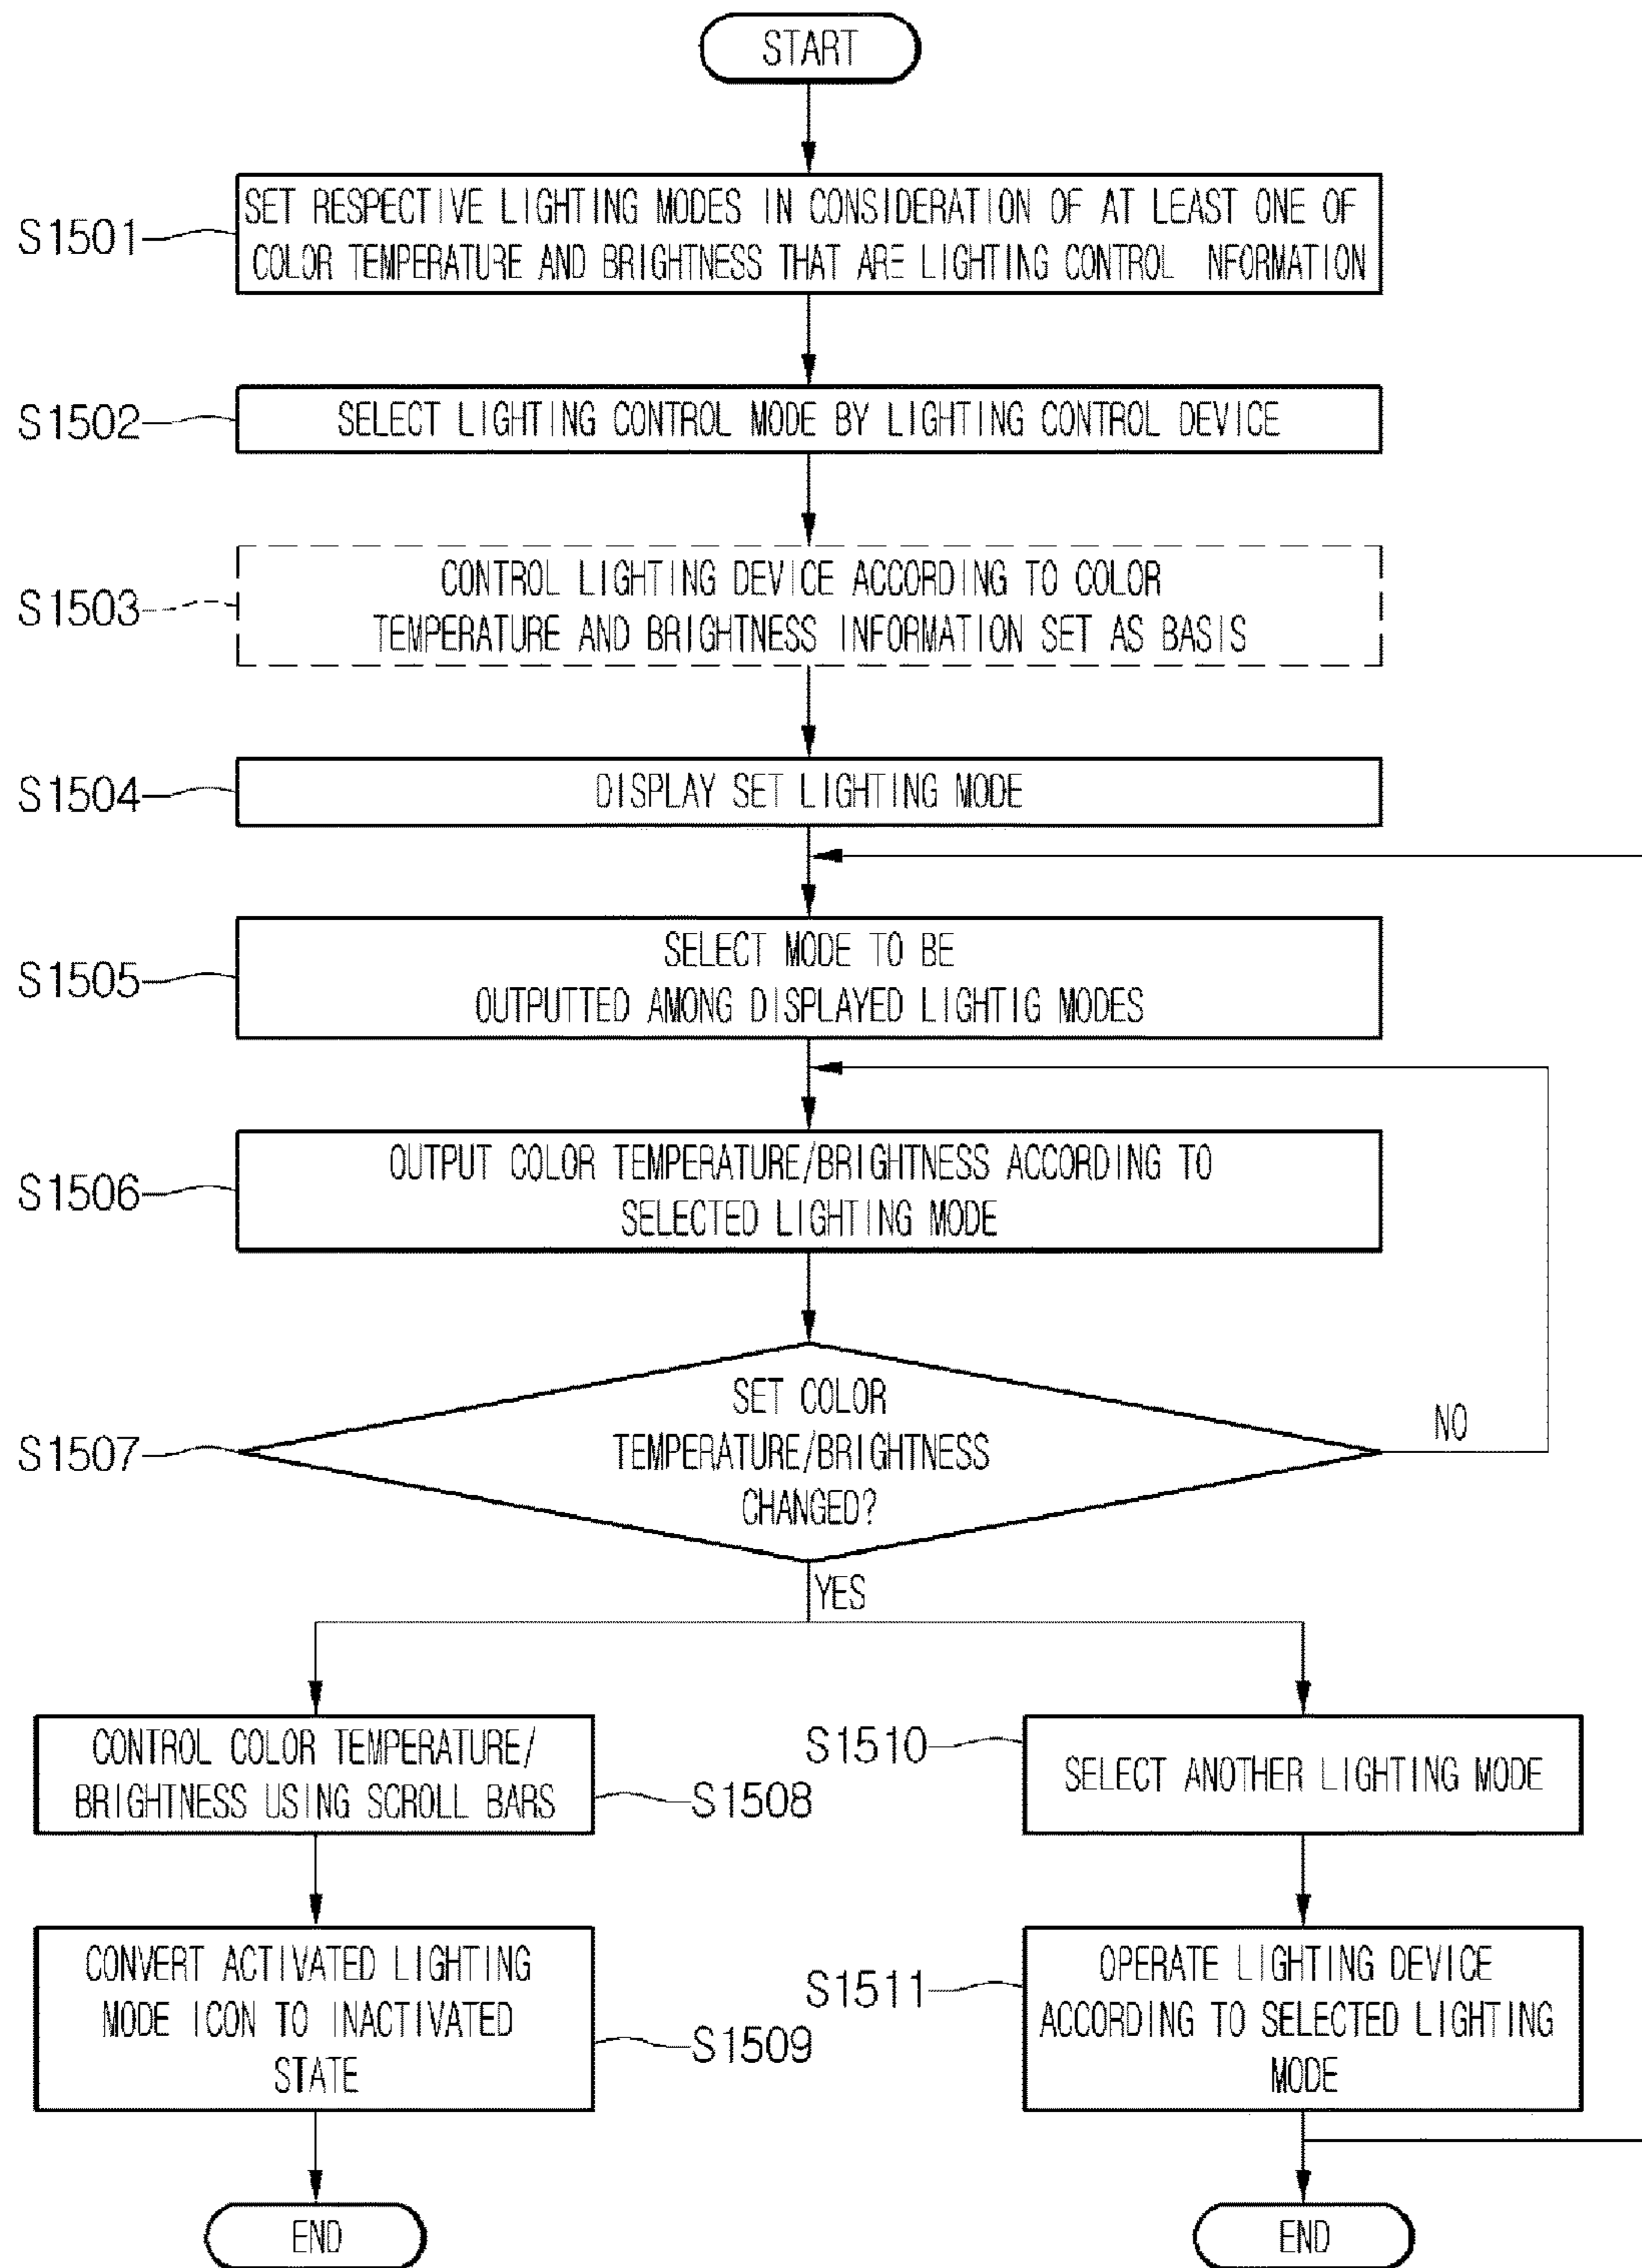 START
S1501
SET RESPECTIVE LIGHTING MODES IN CONSIDERATION OF AT LEAST ONE OF
COLOR TEMPERATURE AND BRIGHTNESS THAT ARE LIGHTING CONTROL NFORMATION
S1502
SELECT LIGHTING CONTROL MODE BY LIGHTING CONTROL DEVICE
S1503
CONTROL LIGHTING DEVICE ACCORDING TO COLOR
TEMPERATURE AND BRIGHTNESS INFORMATION SET AS BASIS
S1504
DISPLAY SET LIGHTING MODE
S1505
SELECT MODE TO BE
OUTPUTTED AMONG DISPLAYED LIGHTIG MODES
S1506
OUTPUT COLOR TEMPERATURE/BRIGHTNESS ACCORDING TO
SELECTED LIGHTING MODE
S1507
SET COLOR
TEMPERATURE/BRIGHTNESS
CHANGED?
NO
YES
CONTROL COLOR TEMPERATURE/
BRIGHTNESS USING SCROLL BARS
S1508
S1510
SELECT ANOTHER LIGHTING MODE
CONVERT ACTIVATED LIGHTING
MODE ICON TO INACTIVATED
STATE
S1509
S1511
OPERATE LIGHTING DEVICE
ACCORDING TO SELECTED LIGHTING
MODE
END
END